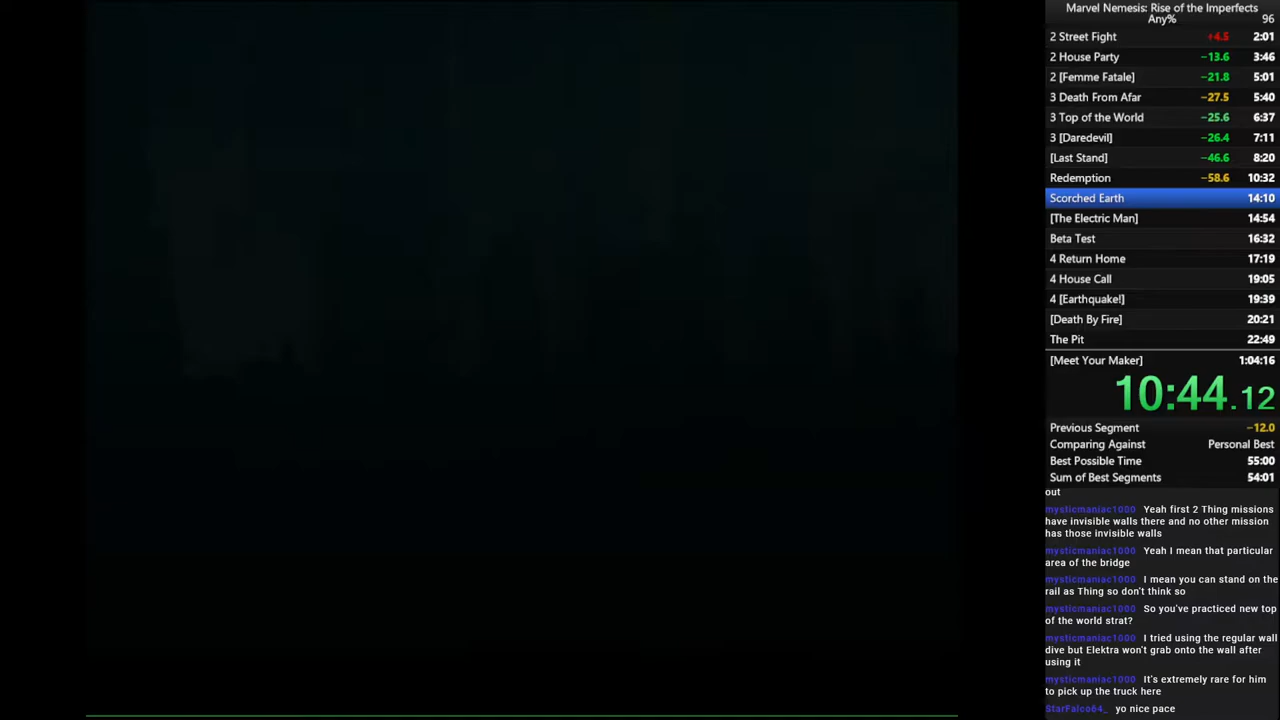 Marvel Nemesis: Rise of the Imperfects
Any% 96
2 Street Fight +4.5 2:01
2 House Party −13.6 3:46
2 [Femme Fatale] −21.8 5:01
3 Death From Afar −27.5 5:40
3 Top of the World −25.6 6:37
3 [Daredevil] −26.4 7:11
[Last Stand] −46.6 8:20
Redemption −58.6 10:32
Scorched Earth 14:10
[The Electric Man] 14:54
Beta Test 16:32
4 Return Home 17:19
4 House Call 19:05
4 [Earthquake!] 19:39
[Death By Fire] 20:21
The Pit 22:49
[Meet Your Maker] 1:04:16
10:44.12
Previous Segment −12.0
Comparing Against Personal Best
Best Possible Time 55:00
Sum of Best Segments 54:01
out
mysticmaniac1000 Yeah first 2 Thing missions
have invisible walls there and no other mission
has those invisible walls
mysticmaniac1000 Yeah I mean that particular
area of the bridge
mysticmaniac1000 I mean you can stand on the
rail as Thing so don't think so
mysticmaniac1000 So you've practiced new top
of the world strat?
mysticmaniac1000 I tried using the regular wall
dive but Elektra won't grab onto the wall after
using it
mysticmaniac1000 It's extremely rare for him
to pick up the truck here
StarFalco64_ yo nice pace